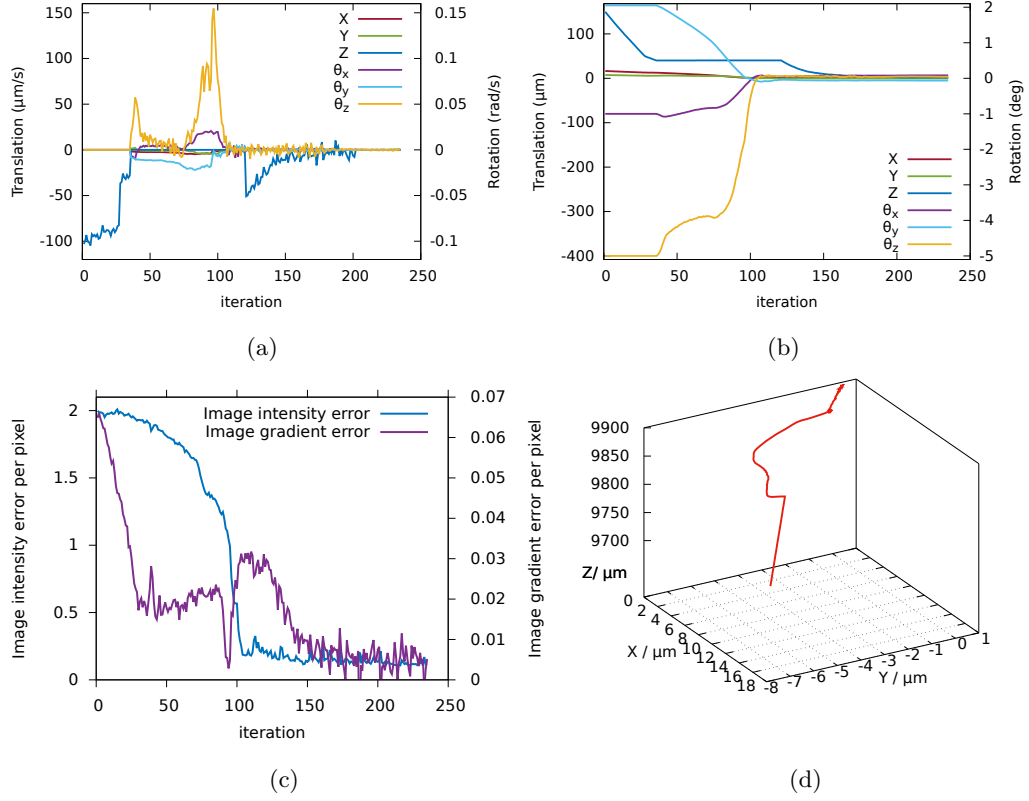 X
Y
Z
θx
θy
θz
100
50
0
-50
-100
0.15
0.1
0.05
0
-0.05
-0.1
0 50 100 150 200 250
Translation (μm/s)
Rotation (rad/s)
iteration
(a)
100
0
-100
-200
-300
-400
2
1
0
-1
-2
-3
-4
-5
0 50 100 150 200 250
Translation (μm)
Rotation (deg)
X
Y
Z
θx
θy
θz
iteration
(b)
Image intensity error
Image gradient error
2
1.5
1
0.5
0
0.07
0.06
0.05
0.04
0.03
0.02
0.01
0
0 50 100 150 200 250
Image intensity error per pixel
Image gradient error per pixel
iteration
(c)
9900
9850
9800
9750
9700
Z/ μm
0
2
4
6
8
10
12
14
16
18
X / μm
-8 -7 -6 -5 -4 -3 -2 -1 0 1
Y / μm
(d)